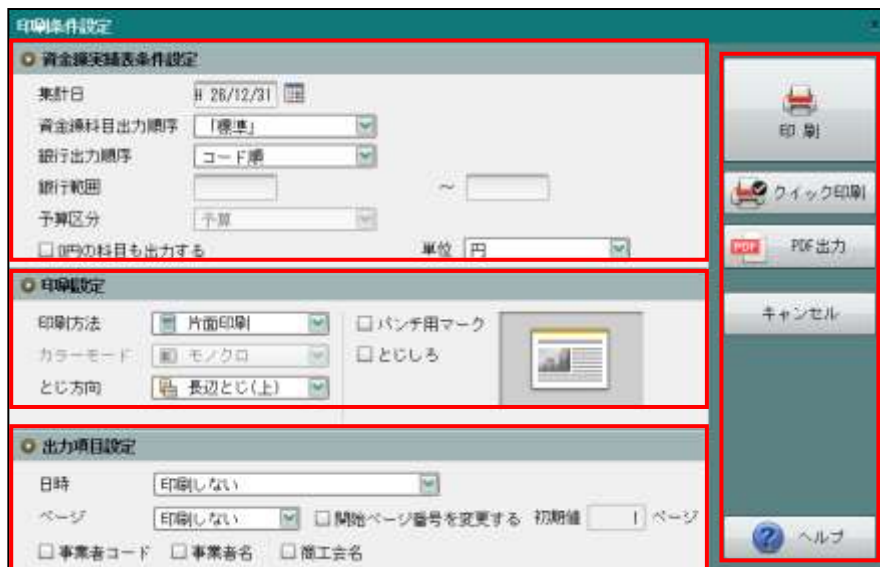 印刷条件設定
資金繰実績表条件設定
集計日 H 26/12/31
資金繰科目出力順序 「標準」
銀行出力順序 コード順
銀行範囲 ～
予算区分 予算
0円の科目も出力する 単位 円
印刷設定
印刷方法 片面印刷 パンチ用マーク
カラーモード モノクロ とじしろ
とじ方向 長辺とじ(上)
出力項目設定
日時 印刷しない
ページ 印刷しない 開始ページ番号を変更する 初期値 1 ページ
事業者コード 事業者名 商工会名
印刷
クイック印刷
PDF PDF出力
キャンセル
? ヘルプ